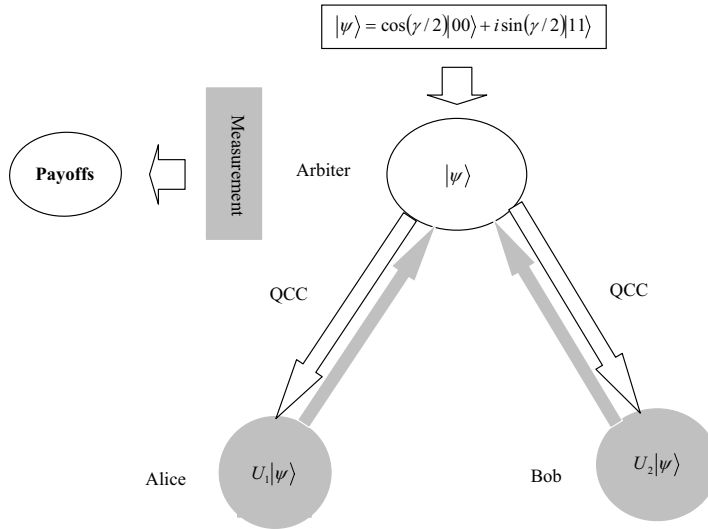 |ψ⟩ = cos(γ/2)|00⟩ + i sin(γ/2)|11⟩
Measurement
Payoffs
Arbiter
|ψ⟩
QCC
QCC
Alice
U₁|ψ⟩
Bob
U₂|ψ⟩